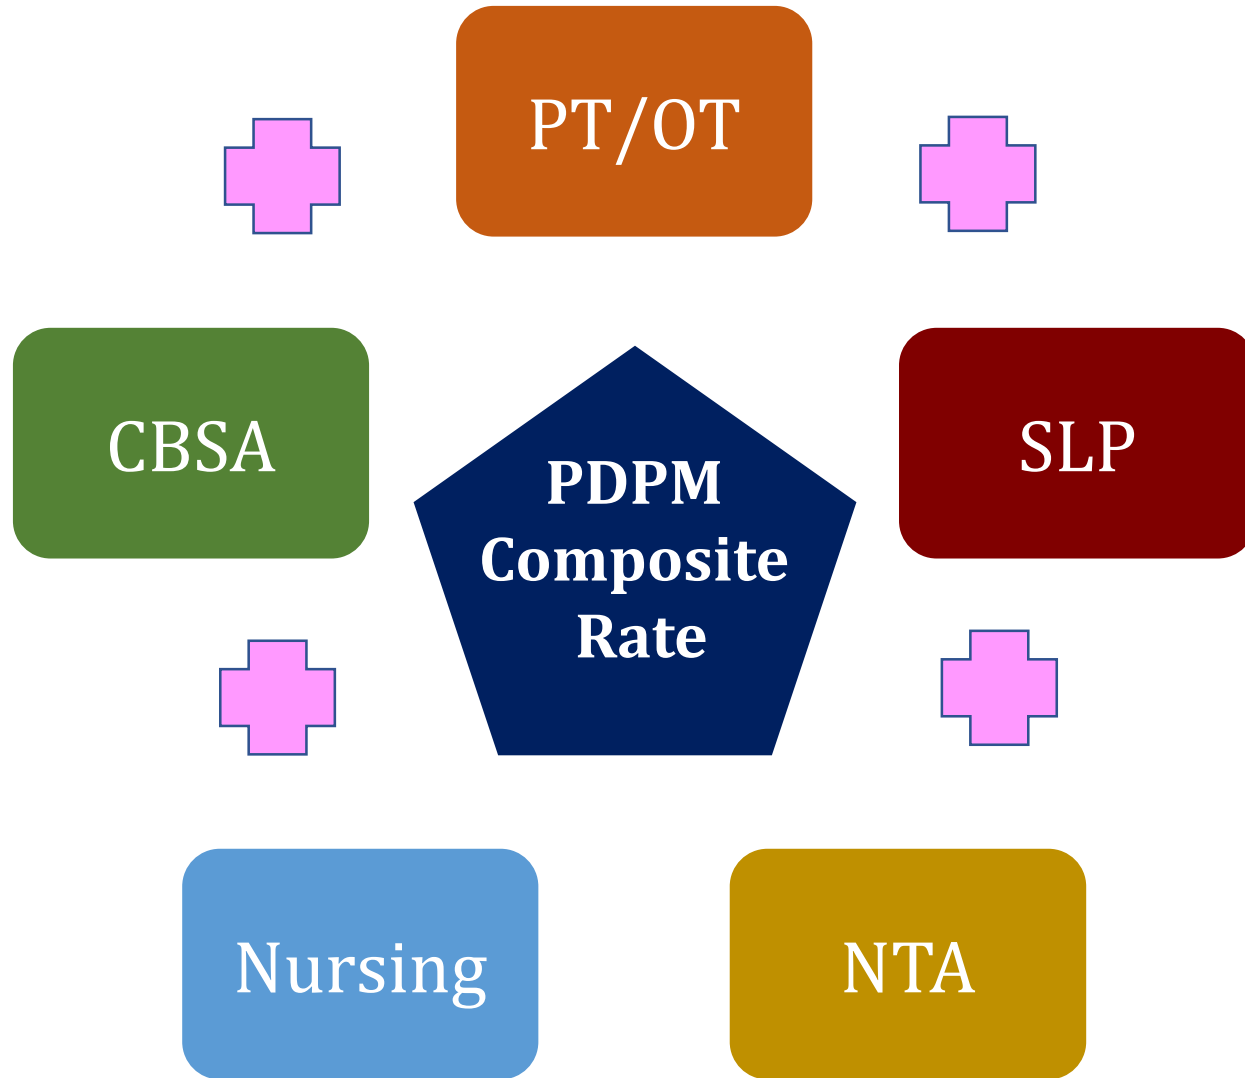 PT/OT
CBSA
SLP
PDPM
Composite
Rate
Nursing
NTA